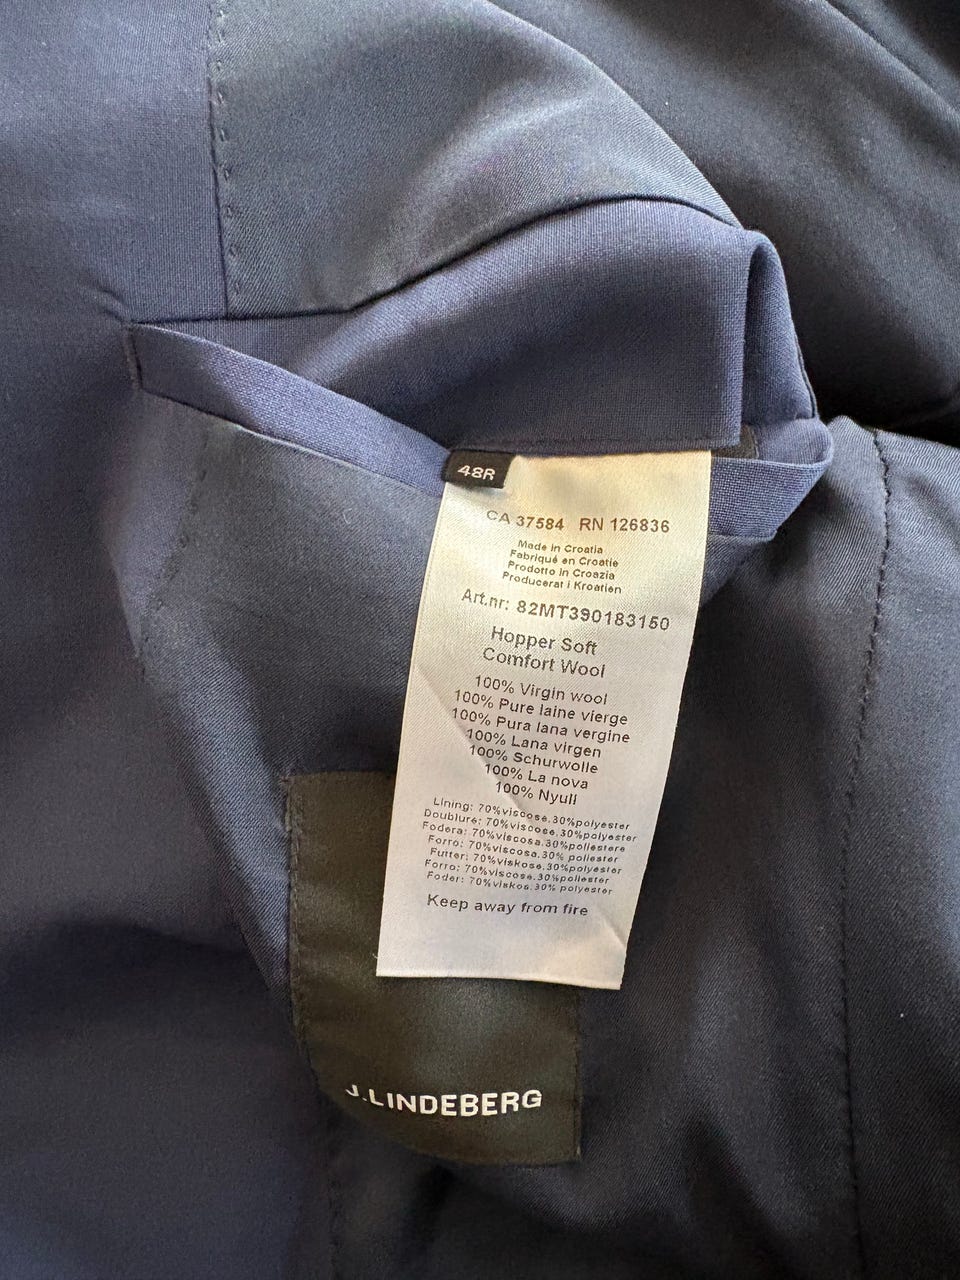 48R
CA 37584 RN 126836
Made in Croatia
Fabriqué en Croatie
Prodotto in Croazia
Producerat i Kroatien
Art.nr: 82MT390183150
Hopper Soft
Comfort Wool
100% Virgin wool
100% Pure laine vierge
100% Pura lana vergine
100% Lana virgen
100% Schurwolle
100% La nova
100% Nyull
Lining: 70%viscose.30%polyester
Doublure: 70%viscose.30%polyester
Fodera: 70%viscosa.30%poliestere
Forro: 70%viscosa.30% poliester
Futter: 70%viskose.30%polyester
Forro: 70%viscose.30%poliester
Foder: 70%viskos.30% polyester
Keep away from fire
J.LINDEBERG